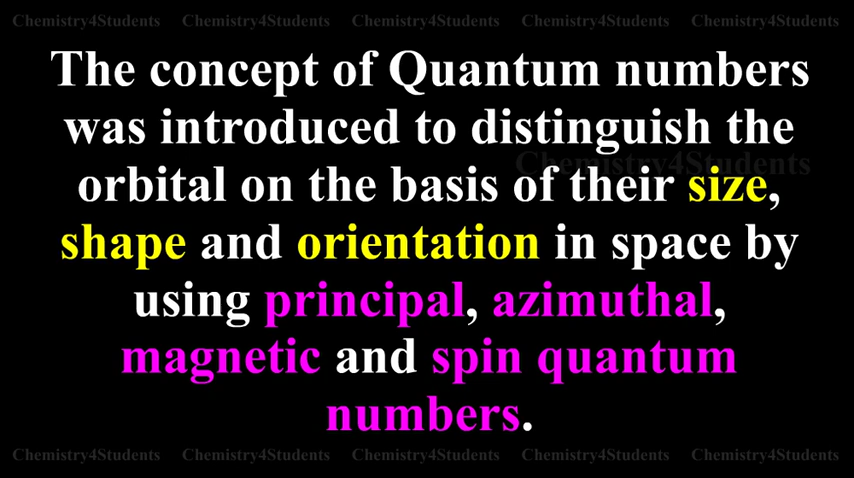 Chemistry4Students Chemistry4Students Chemistry4Students Chemistry4Students Chemistry4Students
The concept of Quantum numbers
was introduced to distinguish the
Chemistry4Students
orbital on the basis of their size,
shape and orientation in space by
using principal, azimuthal,
magnetic and spin quantum
numbers.
Chemistry4Students Chemistry4Students Chemistry4Students Chemistry4Students Chemistry4Students